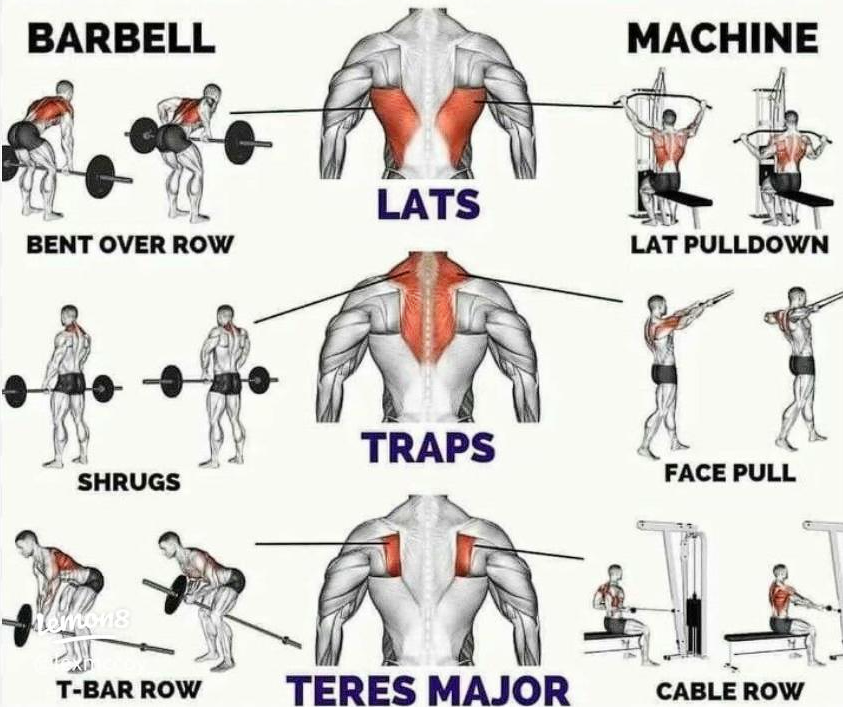 BARBELL
MACHINE
LATS
BENT OVER ROW
LAT PULLDOWN
TRAPS
SHRUGS
FACE PULL
lemon8
T-BAR ROW
TERES MAJOR
CABLE ROW